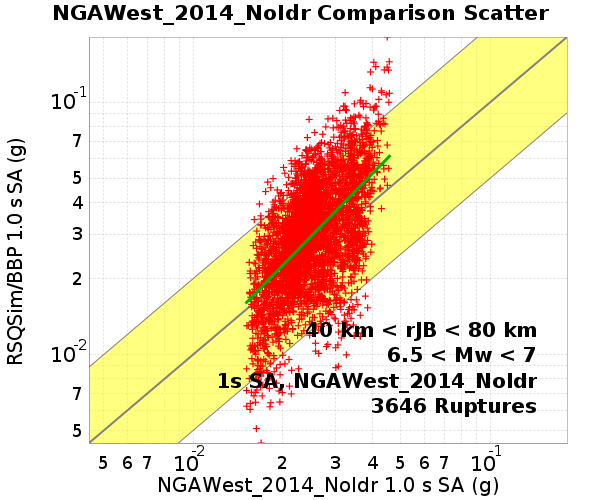 NGAWest_2014_NoIdr Comparison Scatter
RSQSim/BBP 1.0 s SA (g)
10-1
7
5
4
3
2
10-2
7
5
40 km < rJB < 80 km
6.5 < Mw < 7
1s SA, NGAWest_2014_NoIdr
3646 Ruptures
5 6 7 10-2 2 3 4 5 6 7 10-1
NGAWest_2014_NoIdr 1.0 s SA (g)